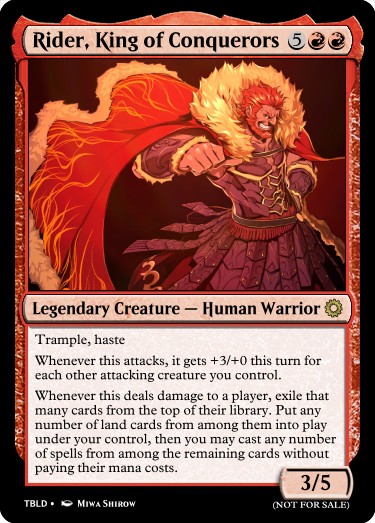 Rider, King of Conquerors 5
Legendary Creature — Human Warrior
Trample, haste
Whenever this attacks, it gets +3/+0 this turn for
each other attacking creature you control.
Whenever this deals damage to a player, exile that
many cards from the top of their library. Put any
number of land cards from among them into play
under your control, then you may cast any number
of spells from among the remaining cards without
paying their mana costs.
3/5
TBLD • Miwa Shirow
(NOT FOR SALE)